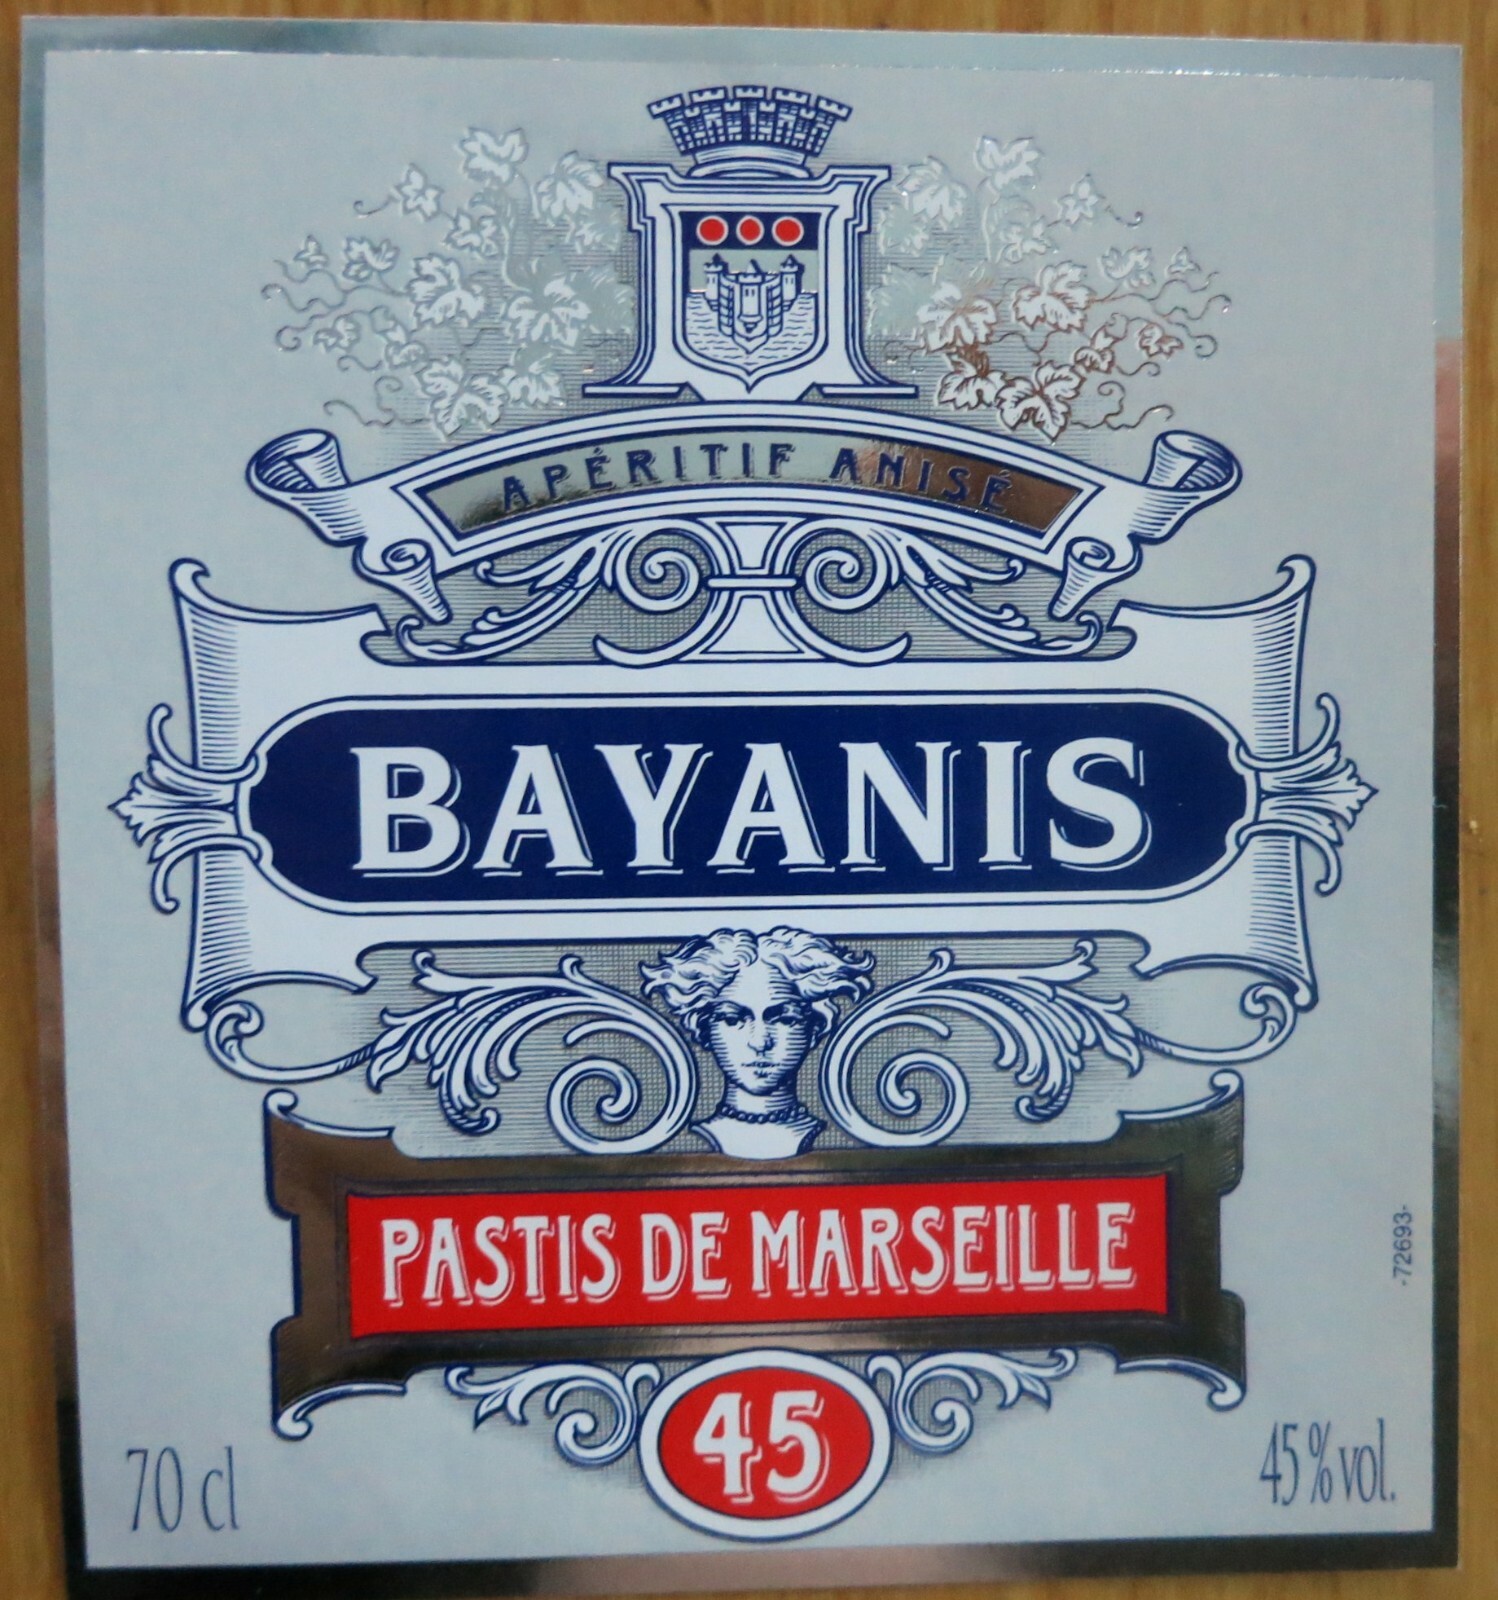 APÉRITIF ANISÉ
BAYANIS
PASTIS DE MARSEILLE
45
70 cl
45 % vol.
-72693-